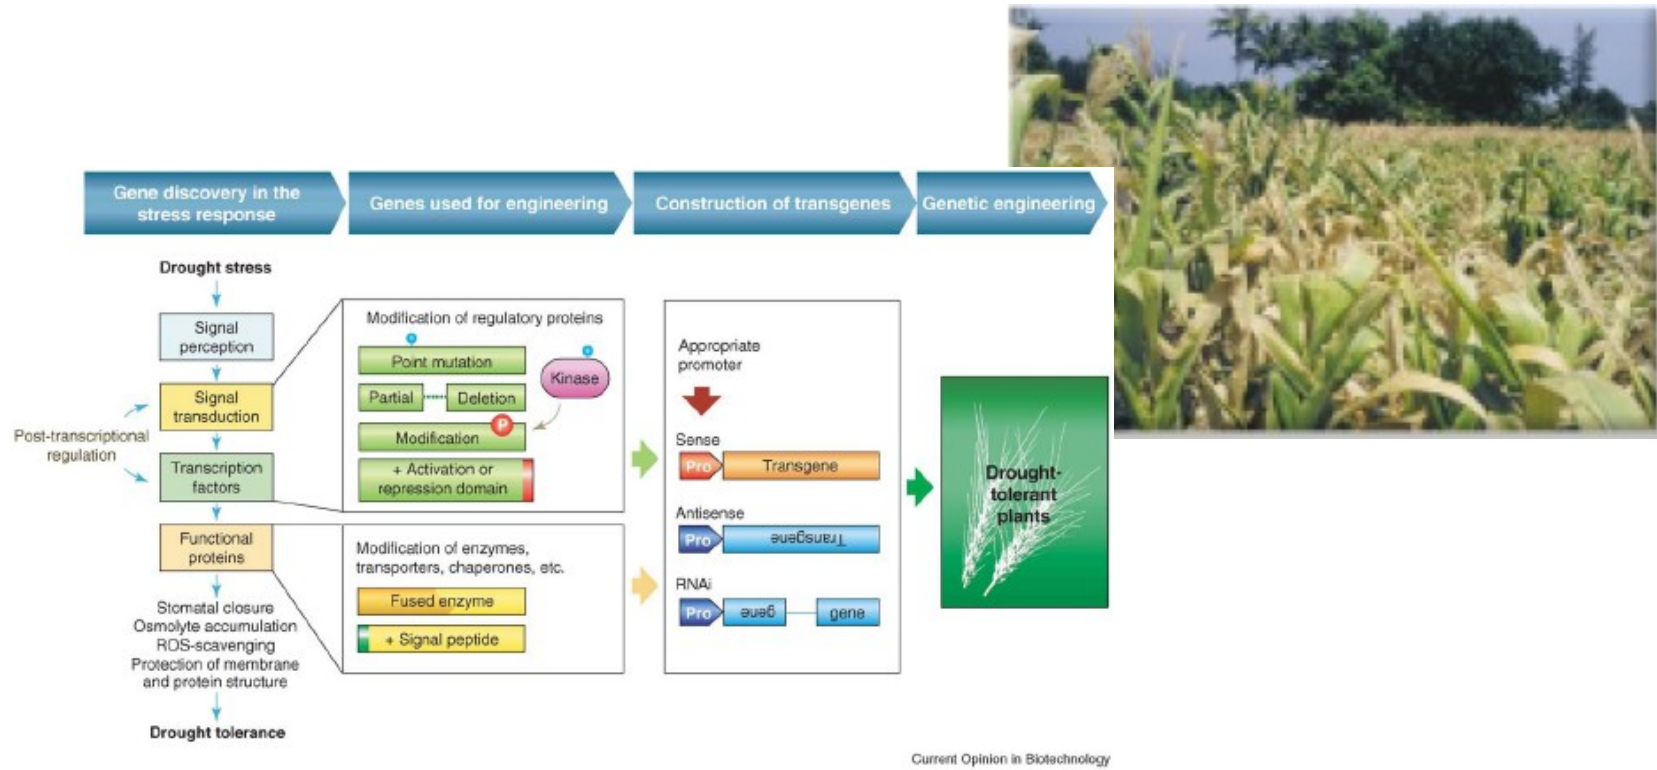 Gene discovery in the
stress response
Genes used for engineering
Construction of transgenes
Genetic engineering
Drought stress
Signal
perception
Signal
transduction
Post-transcriptional
regulation
Transcription
factors
Functional
proteins
Stomatal closure
Osmolyte accumulation
ROS-scavenging
Protection of membrane
and protein structure
Drought tolerance
Modification of regulatory proteins
Point mutation
Kinase
Partial
Deletion
P
Modification
+ Activation or
repression domain
Modification of enzymes,
transporters, chaperones, etc.
Fused enzyme
+ Signal peptide
Appropriate
promoter
Sense
Pro Transgene
Antisense
Pro Transgene
RNAi
Pro gene gene
Drought-
tolerant
plants
Current Opinion in Biotechnology